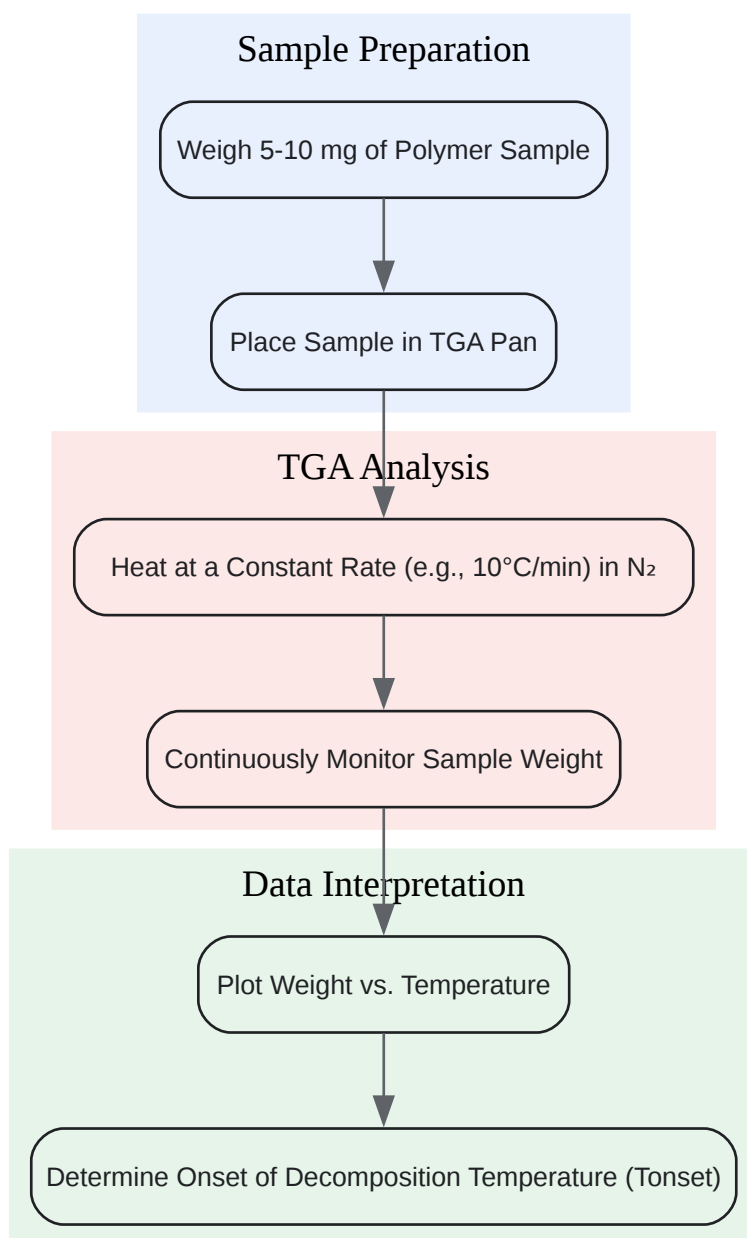 Sample Preparation
Weigh 5-10 mg of Polymer Sample
Place Sample in TGA Pan
TGA Analysis
Heat at a Constant Rate (e.g., 10°C/min) in N₂
Continuously Monitor Sample Weight
Data Interpretation
Plot Weight vs. Temperature
Determine Onset of Decomposition Temperature (Tonset)